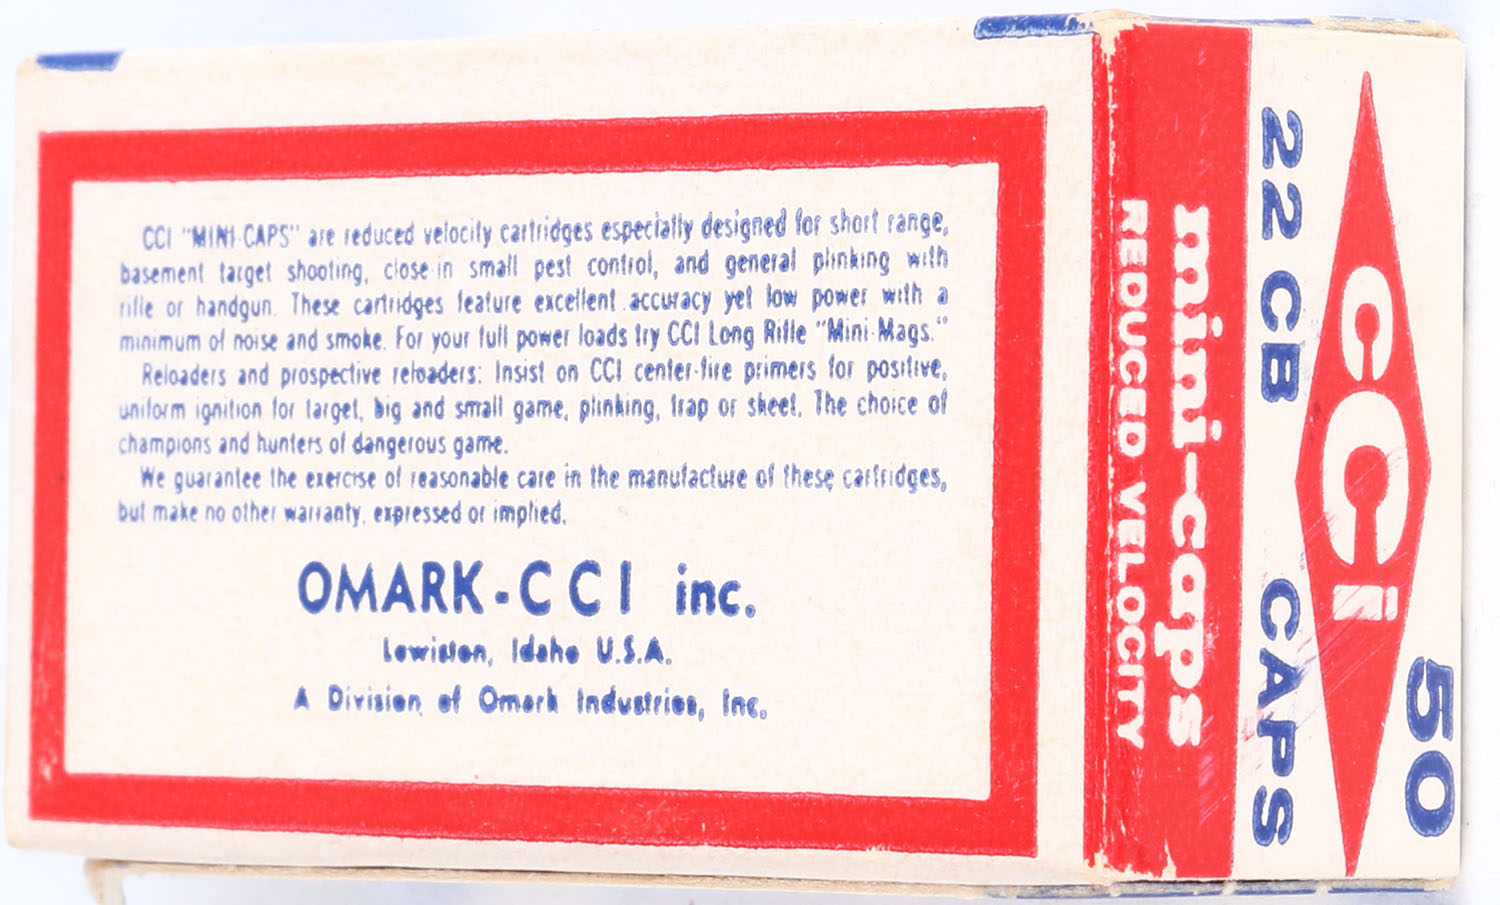 CCI "MINI-CAPS" are reduced velocity cartridges especially designed for short range,
basement target shooting, close-in small pest control, and general plinking with
rifle or handgun. These cartridges feature excellent accuracy yet low power with a
minimum of noise and smoke. For your full power loads try CCI Long Rifle "Mini-Mags."
Reloaders and prospective reloaders: Insist on CCI center-fire primers for positive,
uniform ignition for target, big and small game, plinking, trap or skeet. The choice of
champions and hunters of dangerous game.
We guarantee the exercise of reasonable care in the manufacture of these cartridges,
but make no other warranty, expressed or implied.
OMARK-CCI inc.
Lewiston, Idaho U.S.A.
A Division of Omark Industries, Inc.
50
CCI
22 CB CAPS
mini-caps
REDUCED VELOCITY